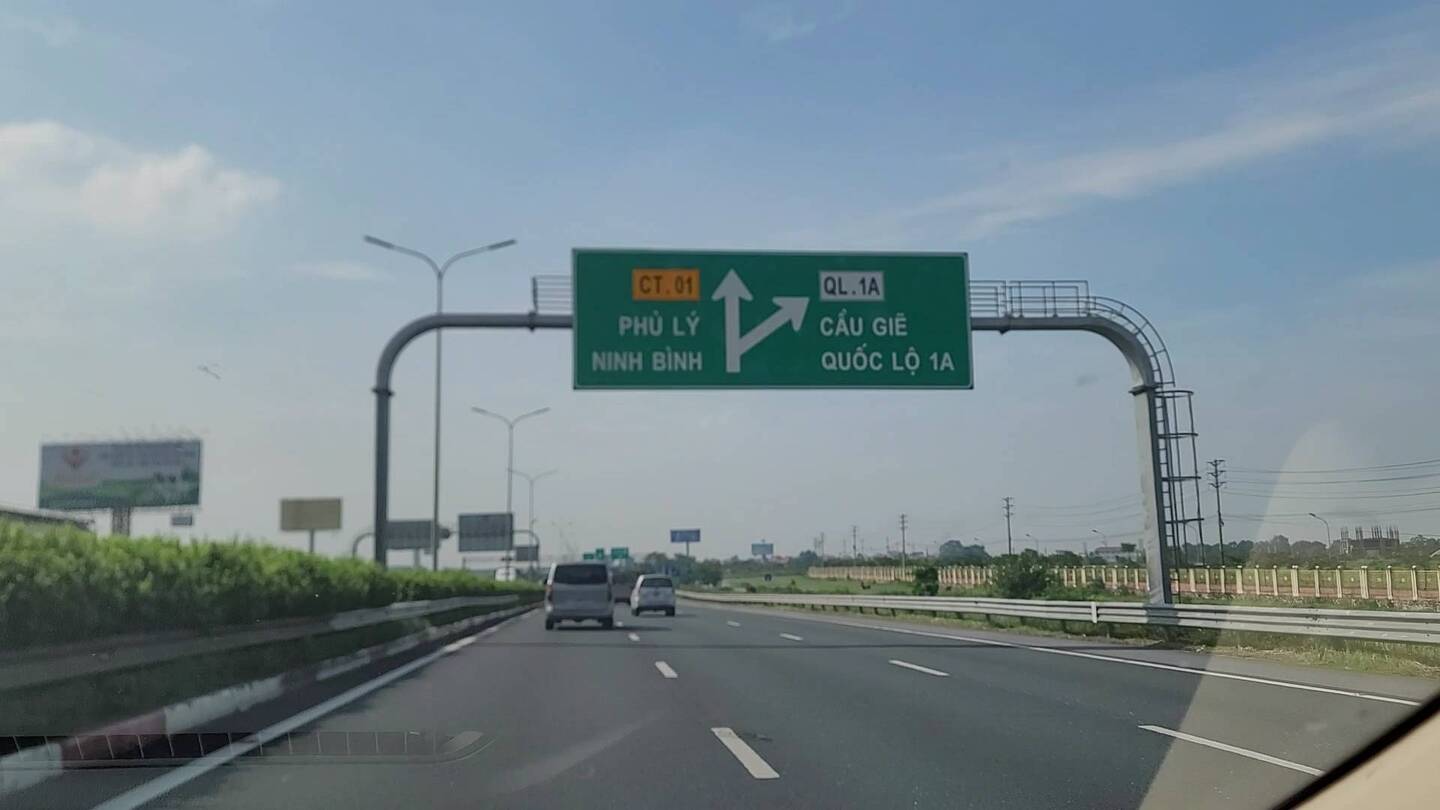 CT.01
PHỦ LÝ
NINH BÌNH
QL.1A
CẦU GIẼ
QUỐC LỘ 1A